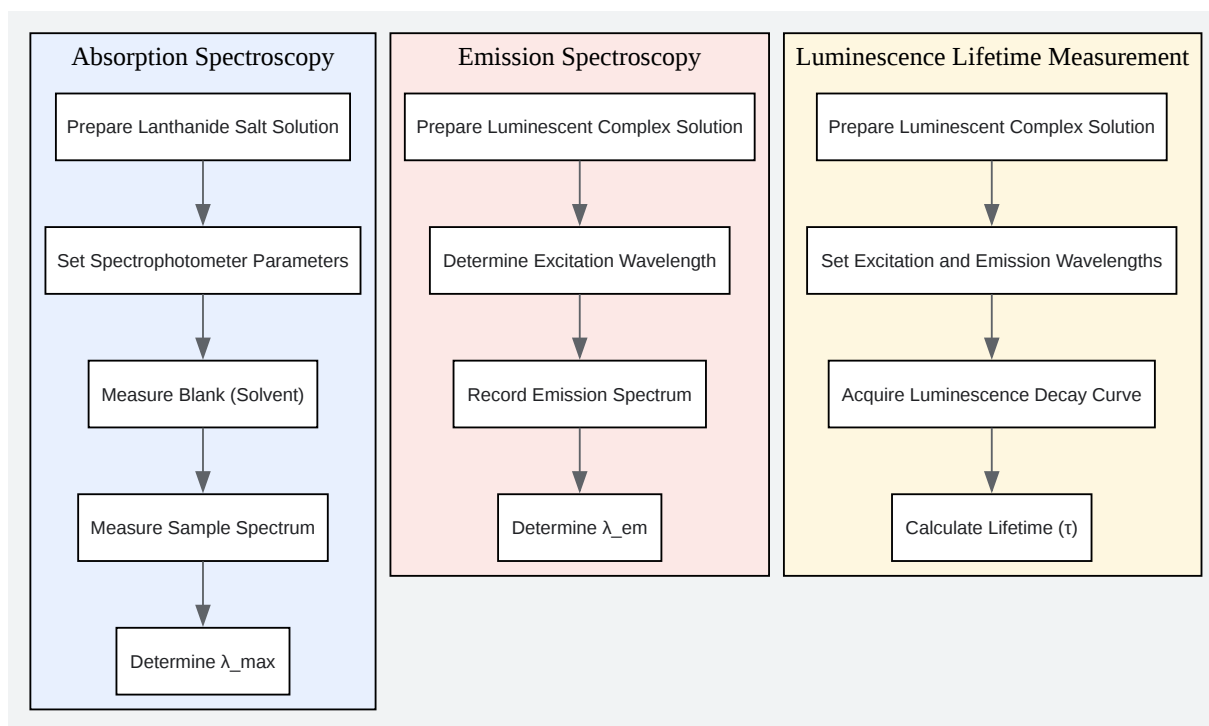 Absorption Spectroscopy
Prepare Lanthanide Salt Solution
Set Spectrophotometer Parameters
Measure Blank (Solvent)
Measure Sample Spectrum
Determine λ_max
Emission Spectroscopy
Prepare Luminescent Complex Solution
Determine Excitation Wavelength
Record Emission Spectrum
Determine λ_em
Luminescence Lifetime Measurement
Prepare Luminescent Complex Solution
Set Excitation and Emission Wavelengths
Acquire Luminescence Decay Curve
Calculate Lifetime (τ)